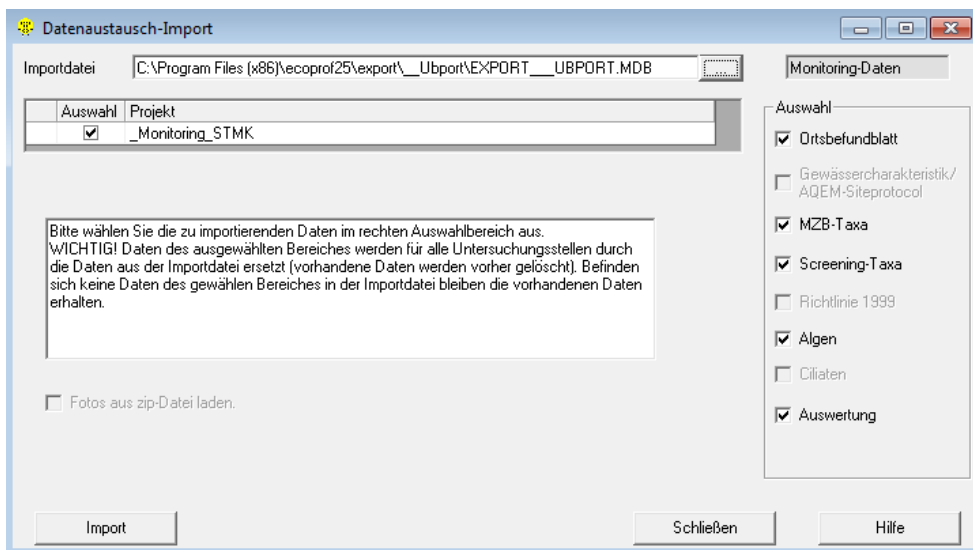 Datenaustausch-Import
Importdatei
C:\Program Files (x86)\ecoprof25\export\__Ubport\EXPORT___UBPORT.MDB
...
Monitoring-Daten
Auswahl Projekt
_Monitoring_STMK
Bitte wählen Sie die zu importierenden Daten im rechten Auswahlbereich aus.
WICHTIG! Daten des ausgewählten Bereiches werden für alle Untersuchungsstellen durch
die Daten aus der Importdatei ersetzt (vorhandene Daten werden vorher gelöscht). Befinden
sich keine Daten des gewählen Bereiches in der Importdatei bleiben die vorhandenen Daten
erhalten.
Fotos aus zip-Datei laden.
Auswahl
Ortsbefundblatt
Gewässercharakteristik/
AQEM-Siteprotocol
MZB-Taxa
Screening-Taxa
Richtlinie 1999
Algen
Ciliaten
Auswertung
Import
Schließen
Hilfe